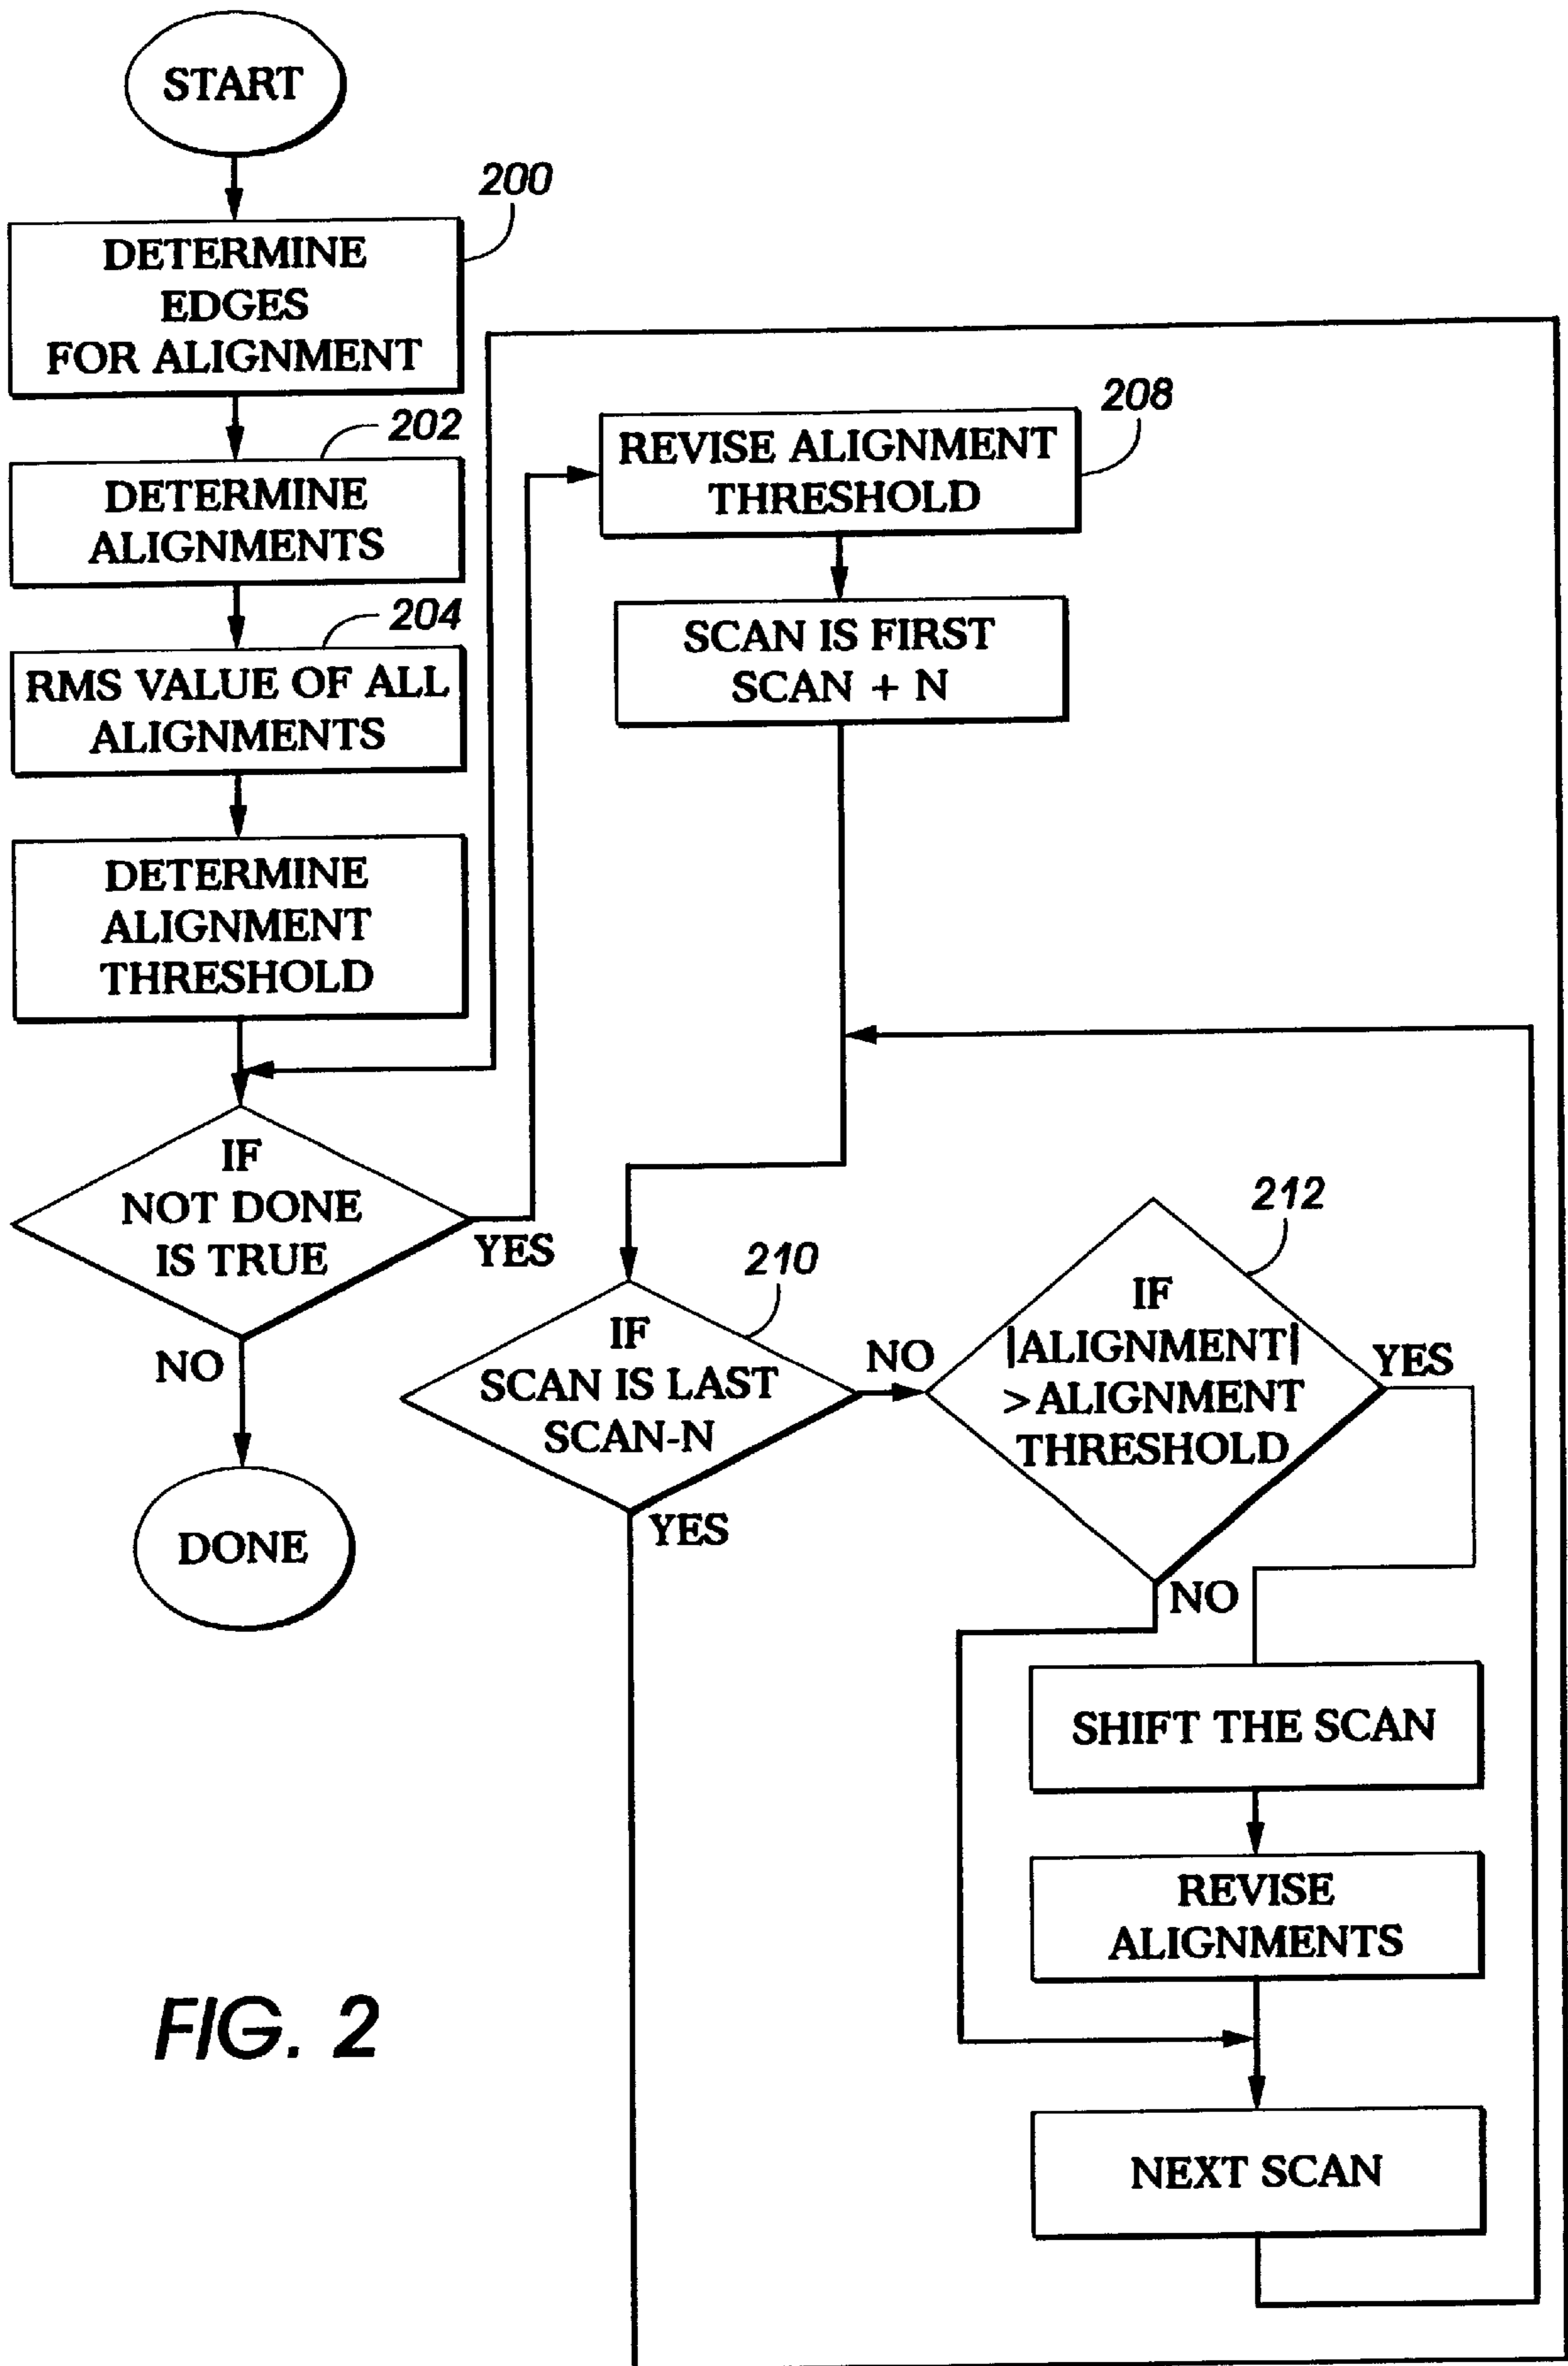 START
200
DETERMINE
EDGES
FOR ALIGNMENT
202
DETERMINE
ALIGNMENTS
204
RMS VALUE OF ALL
ALIGNMENTS
DETERMINE
ALIGNMENT
THRESHOLD
IF
NOT DONE
IS TRUE
YES
NO
DONE
208
REVISE ALIGNMENT
THRESHOLD
SCAN IS FIRST
SCAN + N
210
IF
SCAN IS LAST
SCAN-N
NO
YES
212
IF
|ALIGNMENT|
>ALIGNMENT
THRESHOLD
YES
NO
SHIFT THE SCAN
REVISE
ALIGNMENTS
NEXT SCAN
FIG. 2